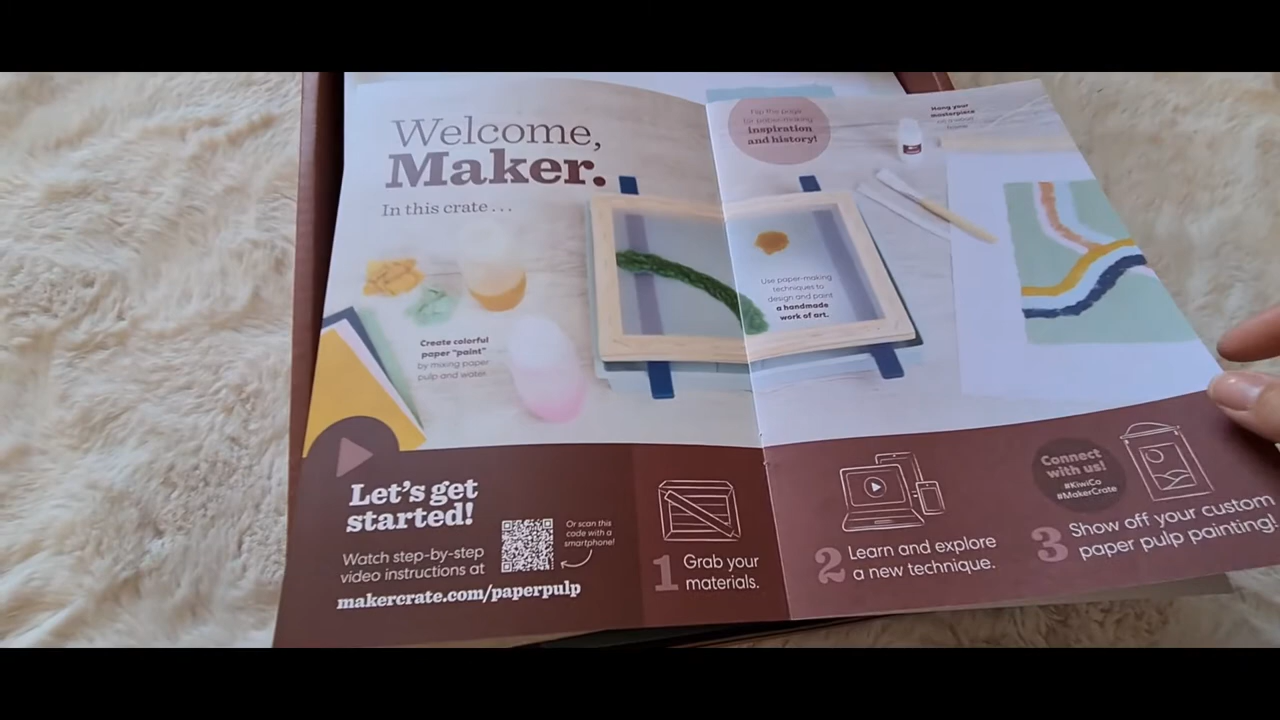 Welcome,
Maker.
In this crate . . .
Create colorful
paper "paint"
by mixing paper
pulp and water.
Flip this page
for paper-making
inspiration
and history!
Use paper-making
techniques to
design and paint
a handmade
work of art.
Hang your
masterpiece
Let's get
started!
Watch step-by-step
video instructions at
makercrate.com/paperpulp
Or scan this
code with a
smartphone!
1 Grab your
materials.
2 Learn and explore
a new technique.
Connect
with us!
#KiwiCo
#MakerCrate
3 Show off your custom
paper pulp painting!